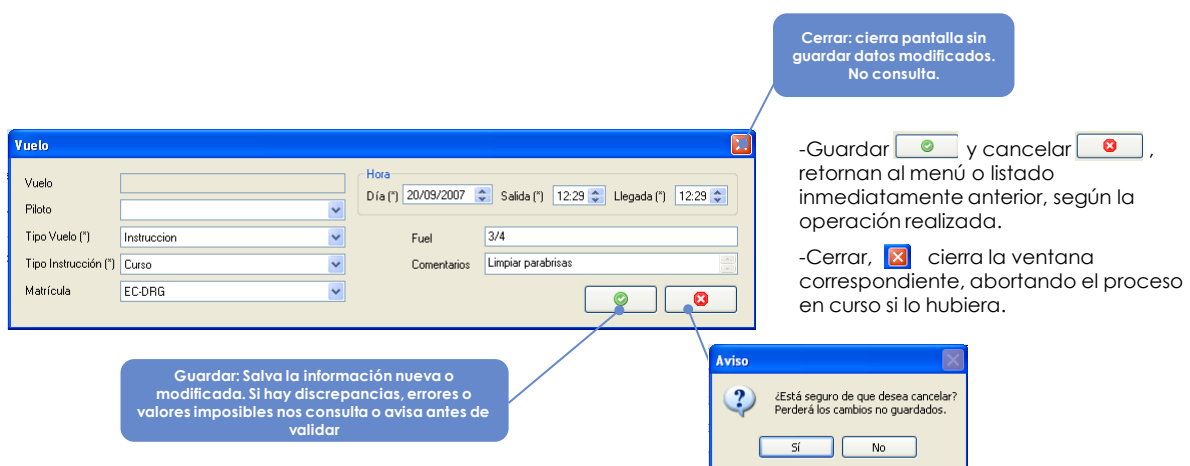 Cerrar: cierra pantalla sin
guardar datos modificados.
No consulta.
Vuelo
Vuelo
Piloto
Tipo Vuelo (*) Instruccion
Tipo Instrucción (*) Curso
Matrícula EC-DRG
Hora
Día (*) 20/09/2007 Salida (*) 12:29 Llegada (*) 12:29
Fuel 3/4
Comentarios Limpiar parabrisas
-Guardar y cancelar ,
retornan al menú o listado
inmediatamente anterior, según la
operación realizada.
-Cerrar, cierra la ventana
correspondiente, abortando el proceso
en curso si lo hubiera.
Guardar: Salva la información nueva o
modificada. Si hay discrepancias, errores o
valores imposibles nos consulta o avisa antes de
validar
Aviso
¿Está seguro de que desea cancelar?
Perderá los cambios no guardados.
Sí No